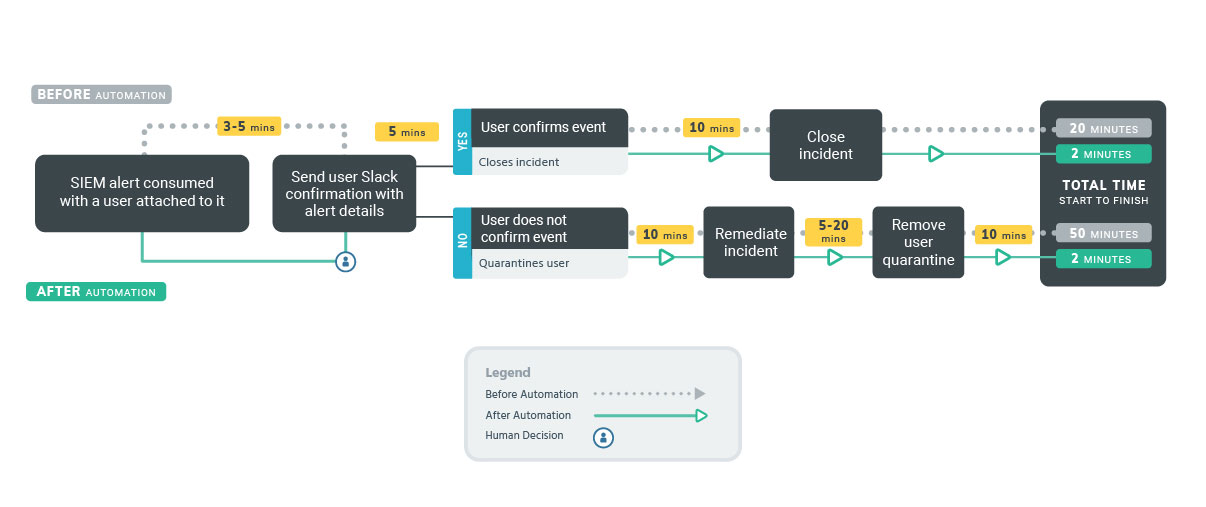 BEFORE AUTOMATION
3-5 mins
5 mins
SIEM alert consumed
with a user attached to it
Send user Slack
confirmation with
alert details
AFTER AUTOMATION
YES
User confirms event
Closes incident
10 mins
Close
incident
NO
User does not
confirm event
Quarantines user
10 mins
Remediate
incident
5-20
mins
Remove
user
quarantine
10 mins
20 MINUTES
2 MINUTES
TOTAL TIME
START TO FINISH
50 MINUTES
2 MINUTES
Legend
Before Automation
After Automation
Human Decision